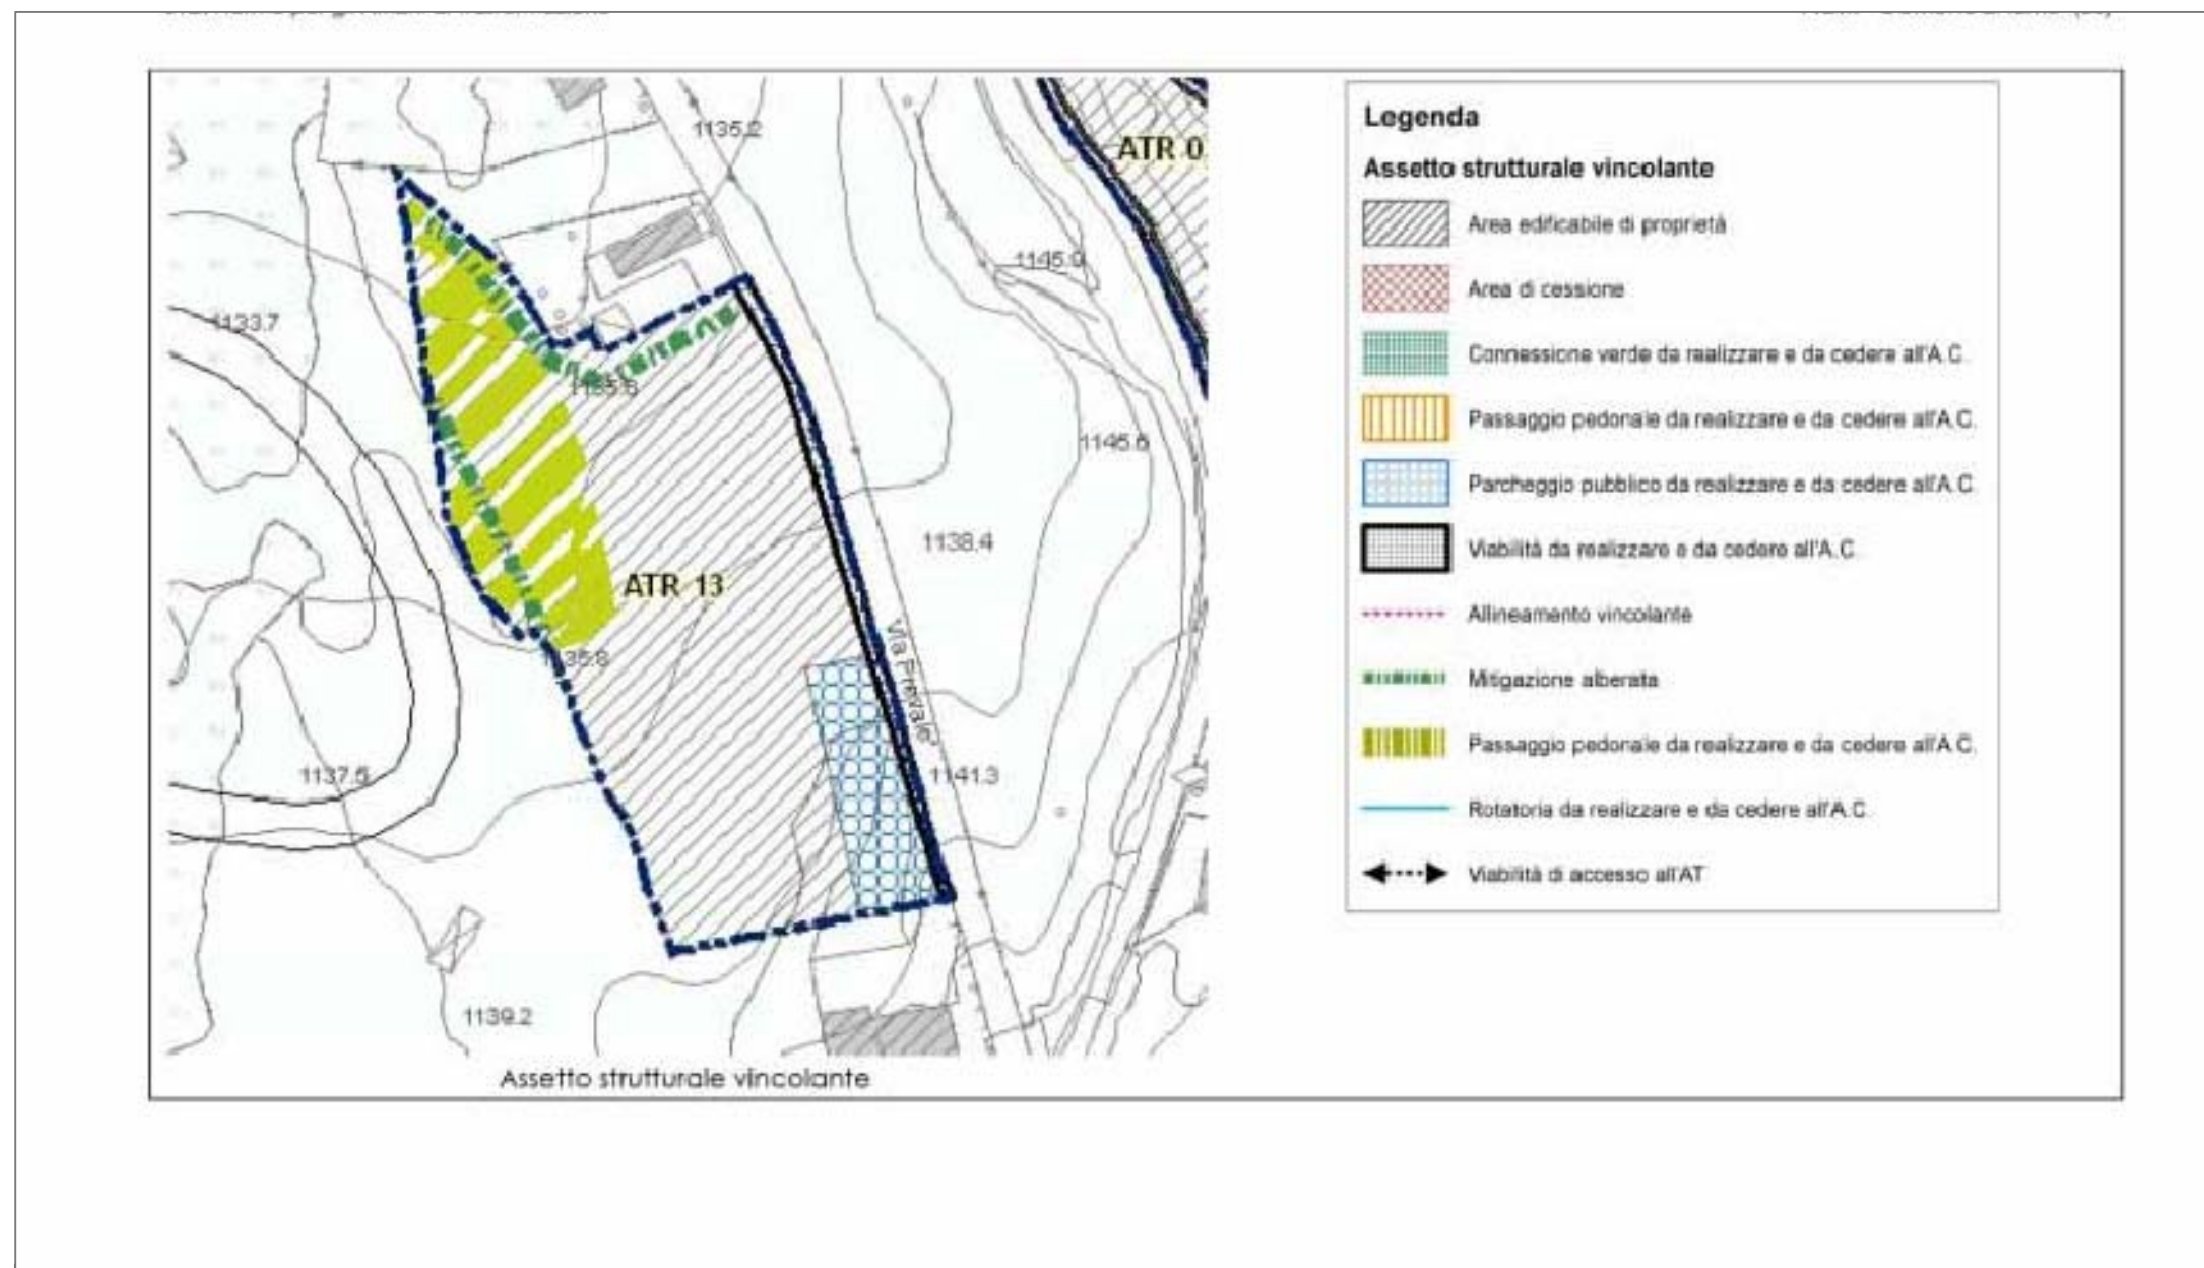 1135.2
ATR 0
1145.9
1133.7
1135.8
1145.6
1138.4
ATR 13
Via Prevale
1135.8
1137.5
1141.3
1139.2
Assetto strutturale vincolante
Legenda
Assetto strutturale vincolante
Area edificabile di proprietà
Area di cessione
Connessione verde da realizzare e da cedere all'A.C.
Passaggio pedonale da realizzare e da cedere all'A.C.
Parcheggio pubblico da realizzare e da cedere all'A.C.
Viabilità da realizzare e da cedere all'A.C.
Allineamento vincolante
Mitigazione alberata
Passaggio pedonale da realizzare e da cedere all'A.C.
Rotatoria da realizzare e da cedere all'A.C.
Viabilità di accesso all'AT